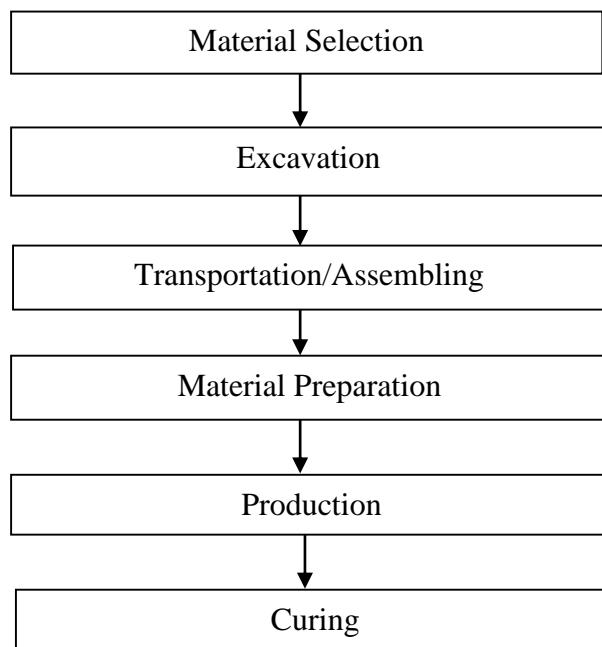 Material Selection
Excavation
Transportation/Assembling
Material Preparation
Production
Curing